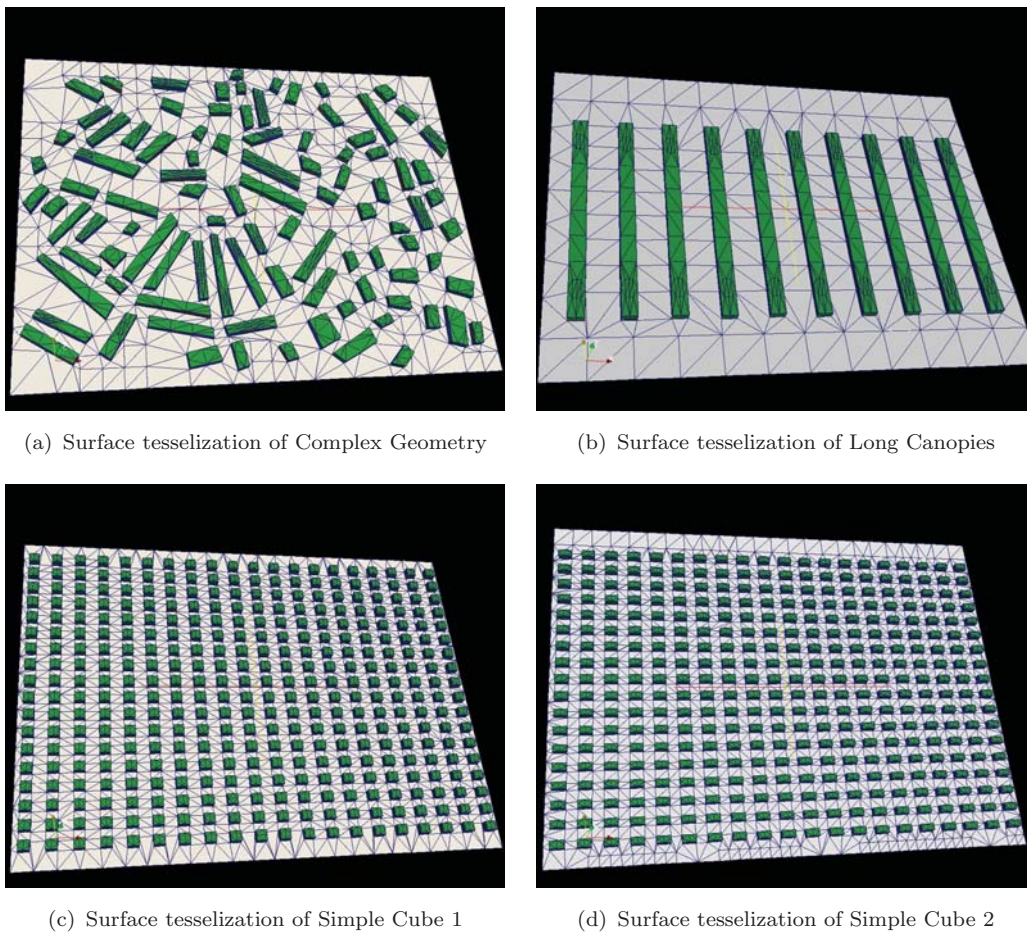 (a) Surface tesselization of Complex Geometry
(b) Surface tesselization of Long Canopies
(c) Surface tesselization of Simple Cube 1
(d) Surface tesselization of Simple Cube 2